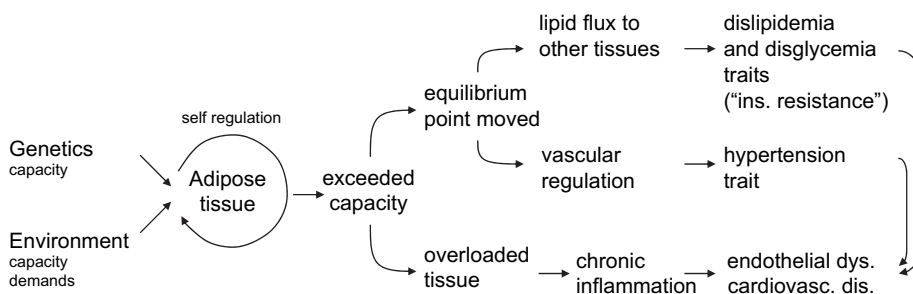 lipid flux to
other tissues
dislipidemia
and disglycemia
traits
(“ins. resistance”)
equilibrium
point moved
self regulation
Genetics
capacity
Adipose
tissue
exceeded
capacity
vascular
regulation
hypertension
trait
Environment
capacity
demands
overloaded
tissue
chronic
inflammation
endothelial dys.
cardiovasc. dis.